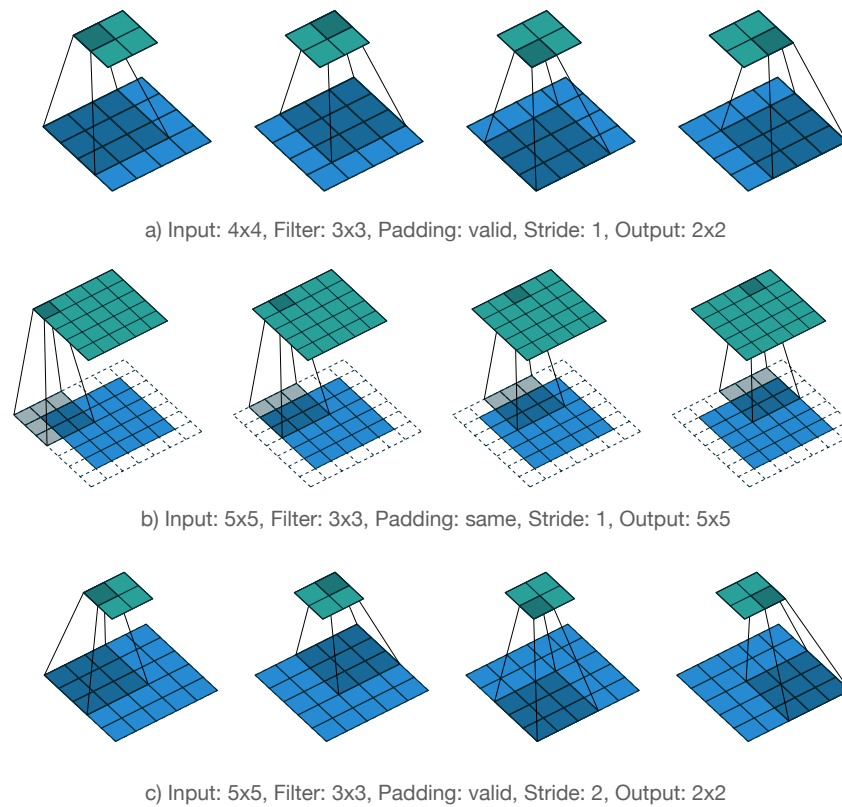 a) Input: 4x4, Filter: 3x3, Padding: valid, Stride: 1, Output: 2x2
b) Input: 5x5, Filter: 3x3, Padding: same, Stride: 1, Output: 5x5
c) Input: 5x5, Filter: 3x3, Padding: valid, Stride: 2, Output: 2x2